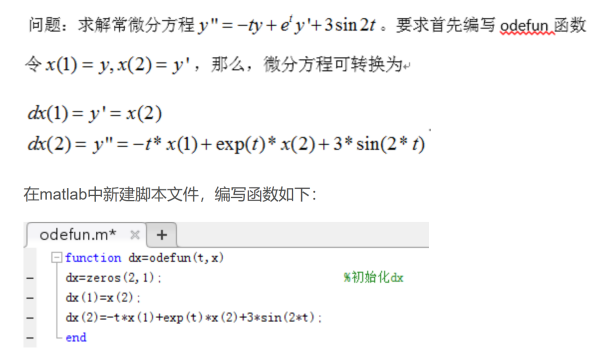 问题：求解常微分方程 y"=-ty+eᵗy'+3sin2t。要求首先编写 odefun 函数
令 x(1)=y,x(2)=y'，那么，微分方程可转换为↵
dx(1)=y'=x(2)
dx(2)=y"=-t*x(1)+exp(t)*x(2)+3*sin(2*t)
在matlab中新建脚本文件，编写函数如下：
odefun.m* × +
function dx=odefun(t,x)
dx=zeros(2,1); %初始化dx
dx(1)=x(2);
dx(2)=-t*x(1)+exp(t)*x(2)+3*sin(2*t);
end